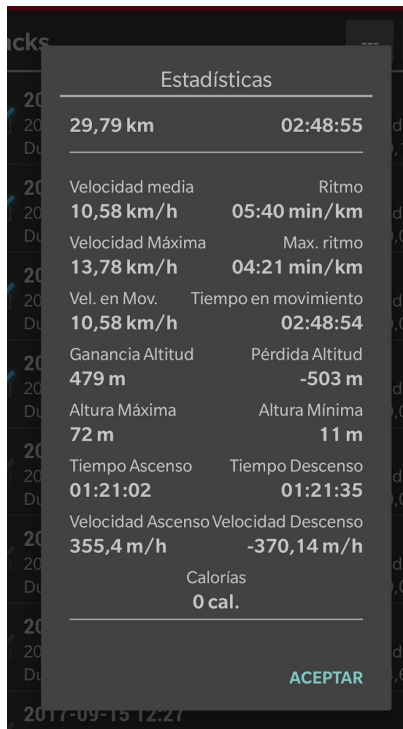 acks
Estadísticas
29,79 km 02:48:55
Velocidad media Ritmo
10,58 km/h 05:40 min/km
Velocidad Máxima Max. ritmo
13,78 km/h 04:21 min/km
Vel. en Mov. Tiempo en movimiento
10,58 km/h 02:48:54
Ganancia Altitud Pérdida Altitud
479 m -503 m
Altura Máxima Altura Mínima
72 m 11 m
Tiempo Ascenso Tiempo Descenso
01:21:02 01:21:35
Velocidad Ascenso Velocidad Descenso
355,4 m/h -370,14 m/h
Calorías
0 cal.
ACEPTAR
2017-09-15 12:27